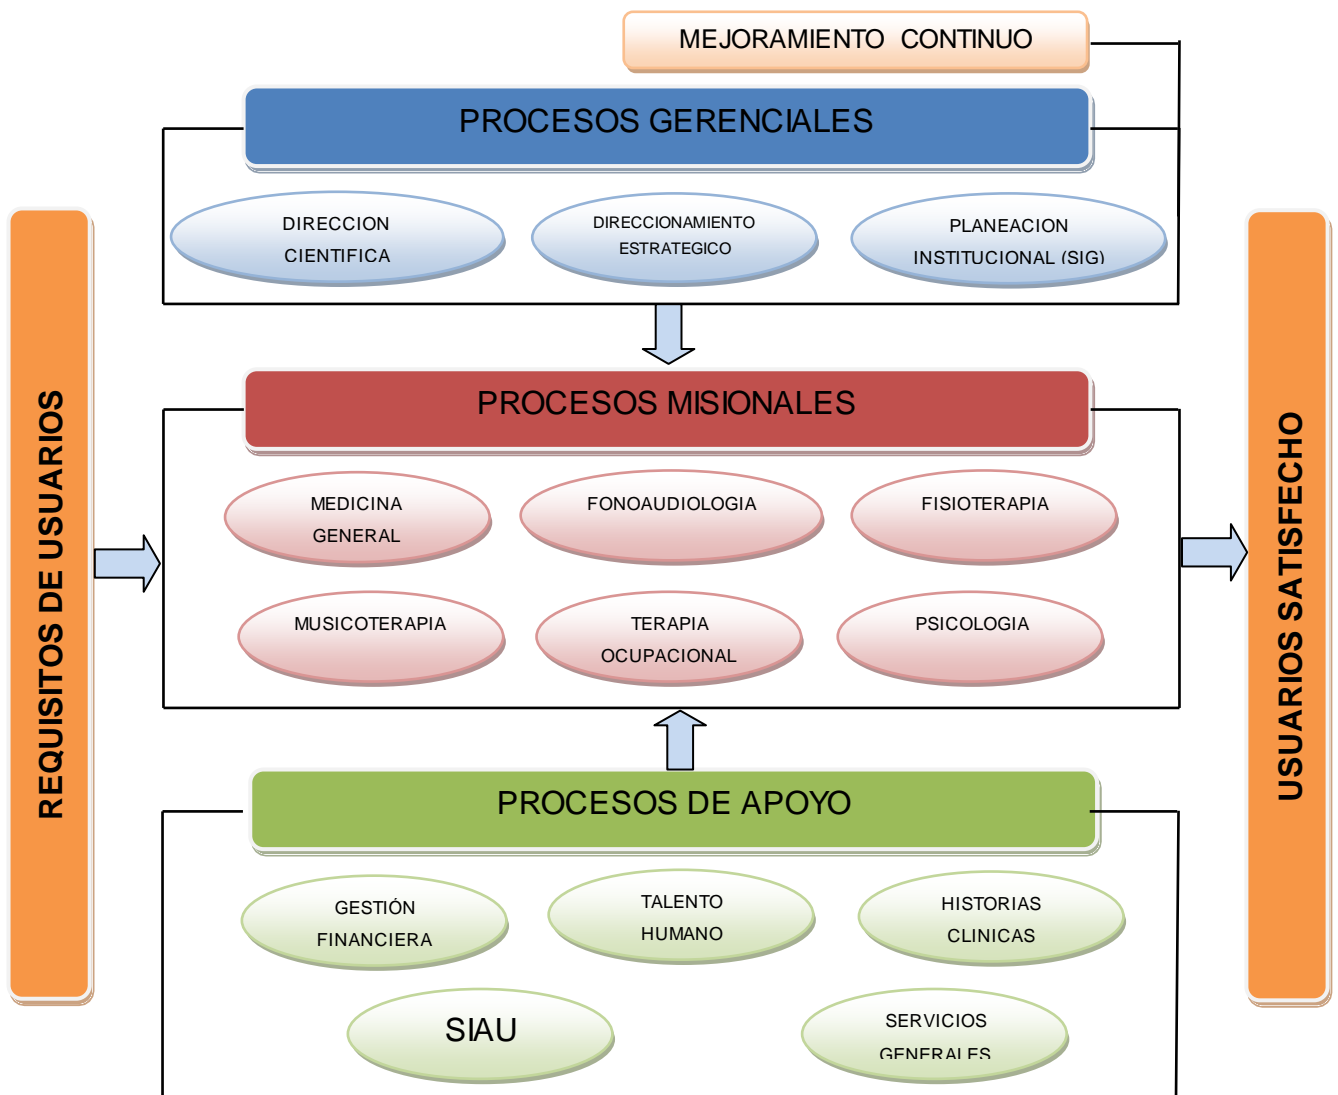 MEJORAMIENTO CONTINUO
PROCESOS GERENCIALES
DIRECCION
CIENTIFICA
DIRECCIONAMIENTO
ESTRATEGICO
PLANEACION
INSTITUCIONAL (SIG)
REQUISITOS DE USUARIOS
PROCESOS MISIONALES
MEDICINA
GENERAL
FONOAUDIOLOGIA
FISIOTERAPIA
MUSICOTERAPIA
TERAPIA
OCUPACIONAL
PSICOLOGIA
USUARIOS SATISFECHO
PROCESOS DE APOYO
GESTIÓN
FINANCIERA
TALENTO
HUMANO
HISTORIAS
CLINICAS
SIAU
SERVICIOS
GENERALES